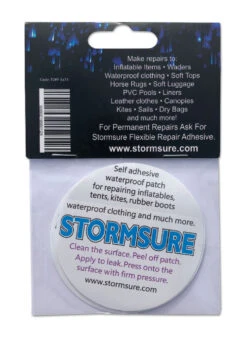 Make repairs to:
Inflatable Items • Waders
Waterproof clothing • Soft Tops
Horse Rugs • Soft Luggage
PVC Pools • Liners
Leather clothes • Canopies
Kites • Sails • Dry Bags
and much more!
For Permanent Repairs Ask For
Stormsure Flexible Repair Adhesive.
www.stormsure.com
Self adhesive
waterproof patch
for repairing inflatables,
tents, kites, rubber boots
waterproof clothing and much more.
STORMSURE
Clean the surface. Peel off patch.
Apply to leak. Press onto the
surface with firm pressure.
www.stormsure.com